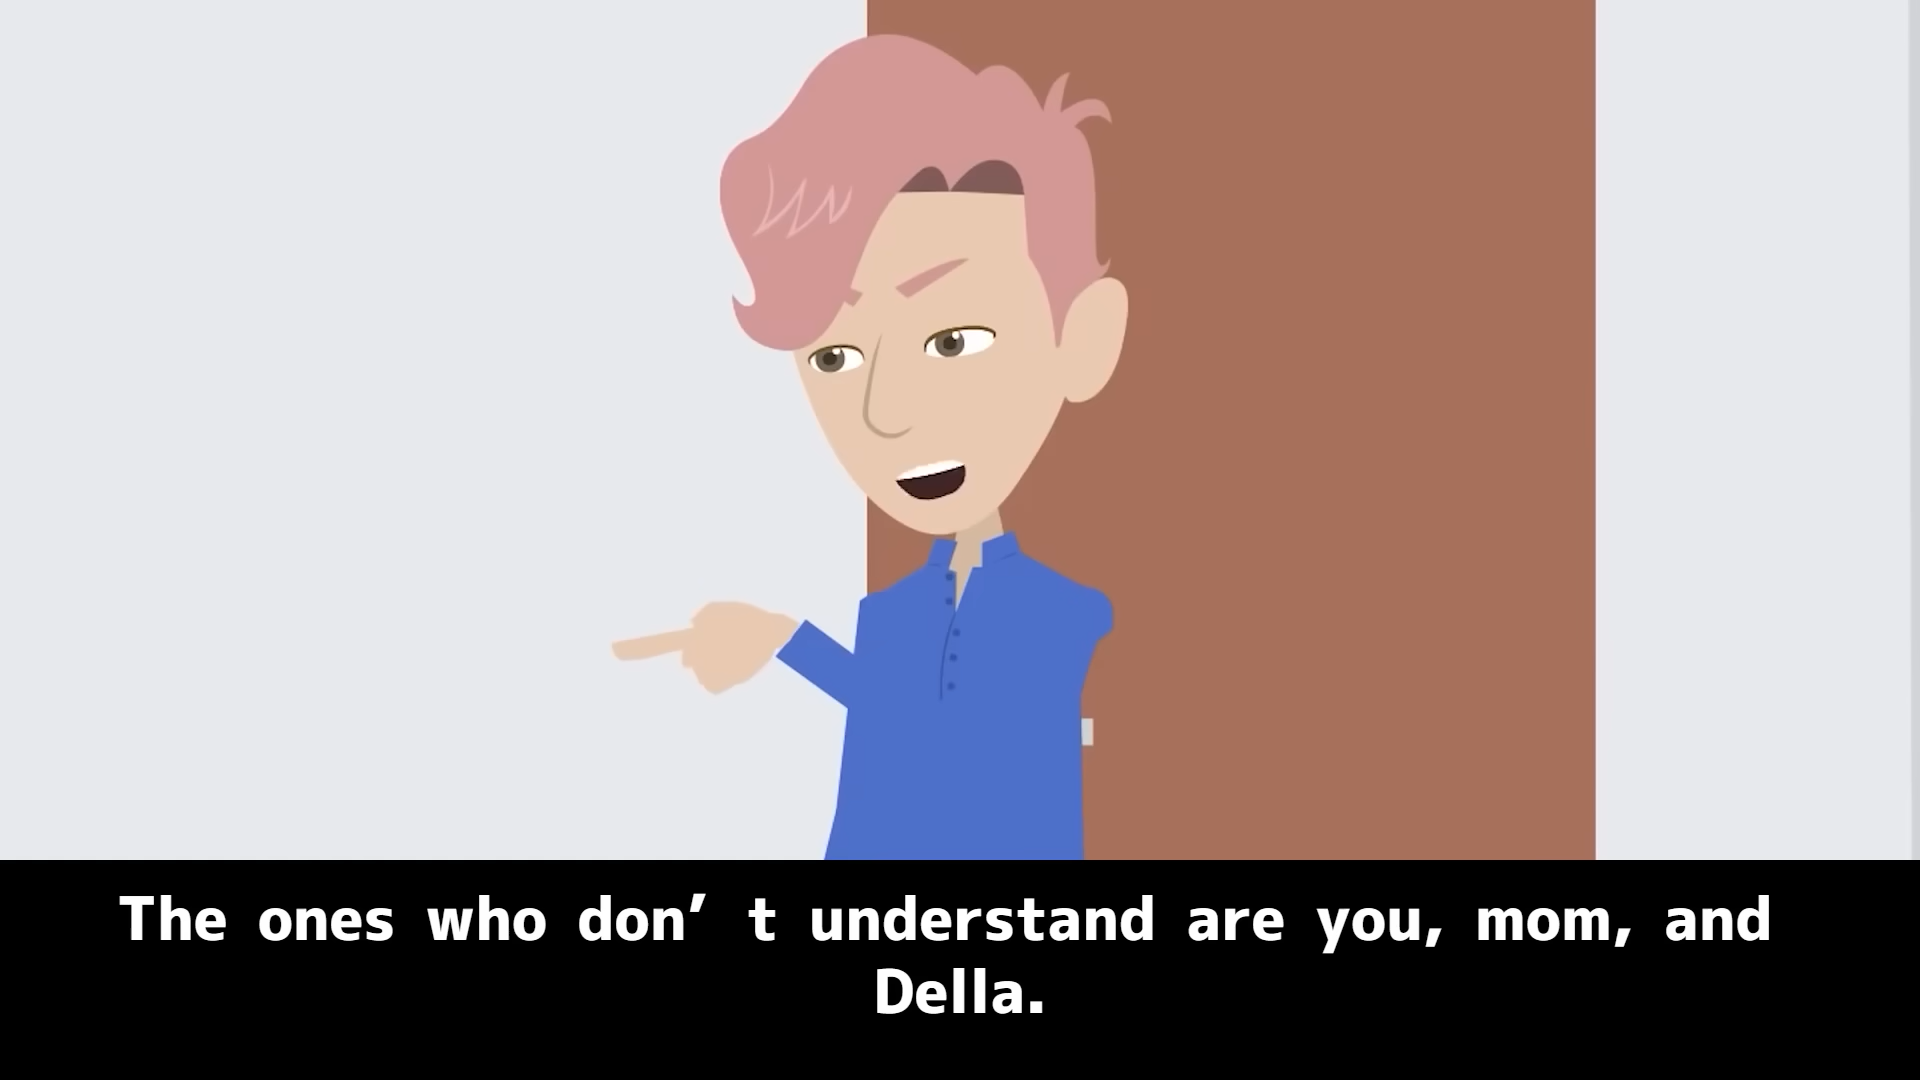 The ones who don’ t understand are you, mom, and
Della.